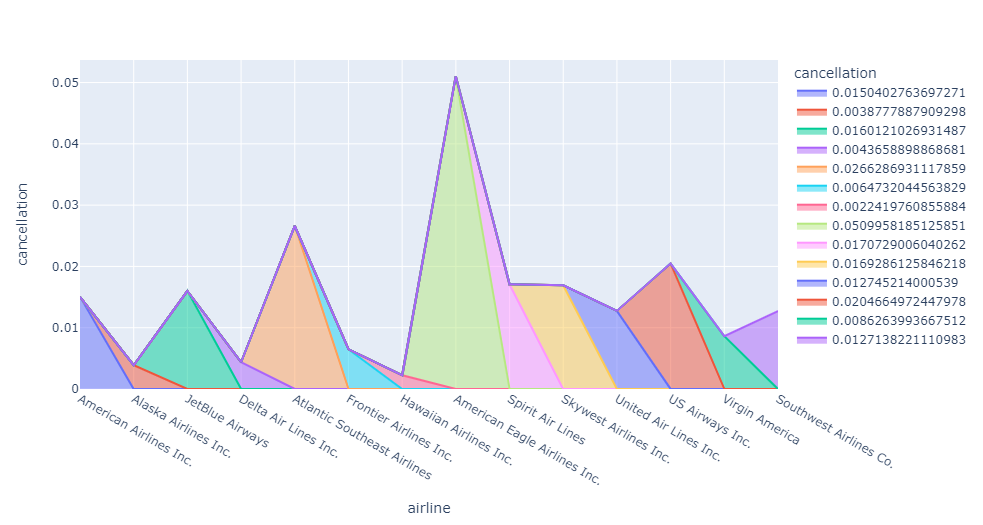 cancellation
0.05
0.04
0.03
0.02
0.01
0
cancellation
0.0150402763697271
0.0038777887909298
0.0160121026931487
0.0043658898868681
0.0266286931117859
0.0064732044563829
0.0022419760855884
0.0509958185125851
0.0170729006040262
0.0169286125846218
0.012745214000539
0.0204664972447978
0.0086263993667512
0.0127138221110983
American Airlines Inc.
Alaska Airlines Inc.
JetBlue Airways
Delta Air Lines Inc.
Atlantic Southeast Airlines
Frontier Airlines Inc.
Hawaiian Airlines Inc.
American Eagle Airlines Inc.
Spirit Air Lines
Skywest Airlines Inc.
United Air Lines Inc.
US Airways Inc.
Virgin America
Southwest Airlines Co.
airline